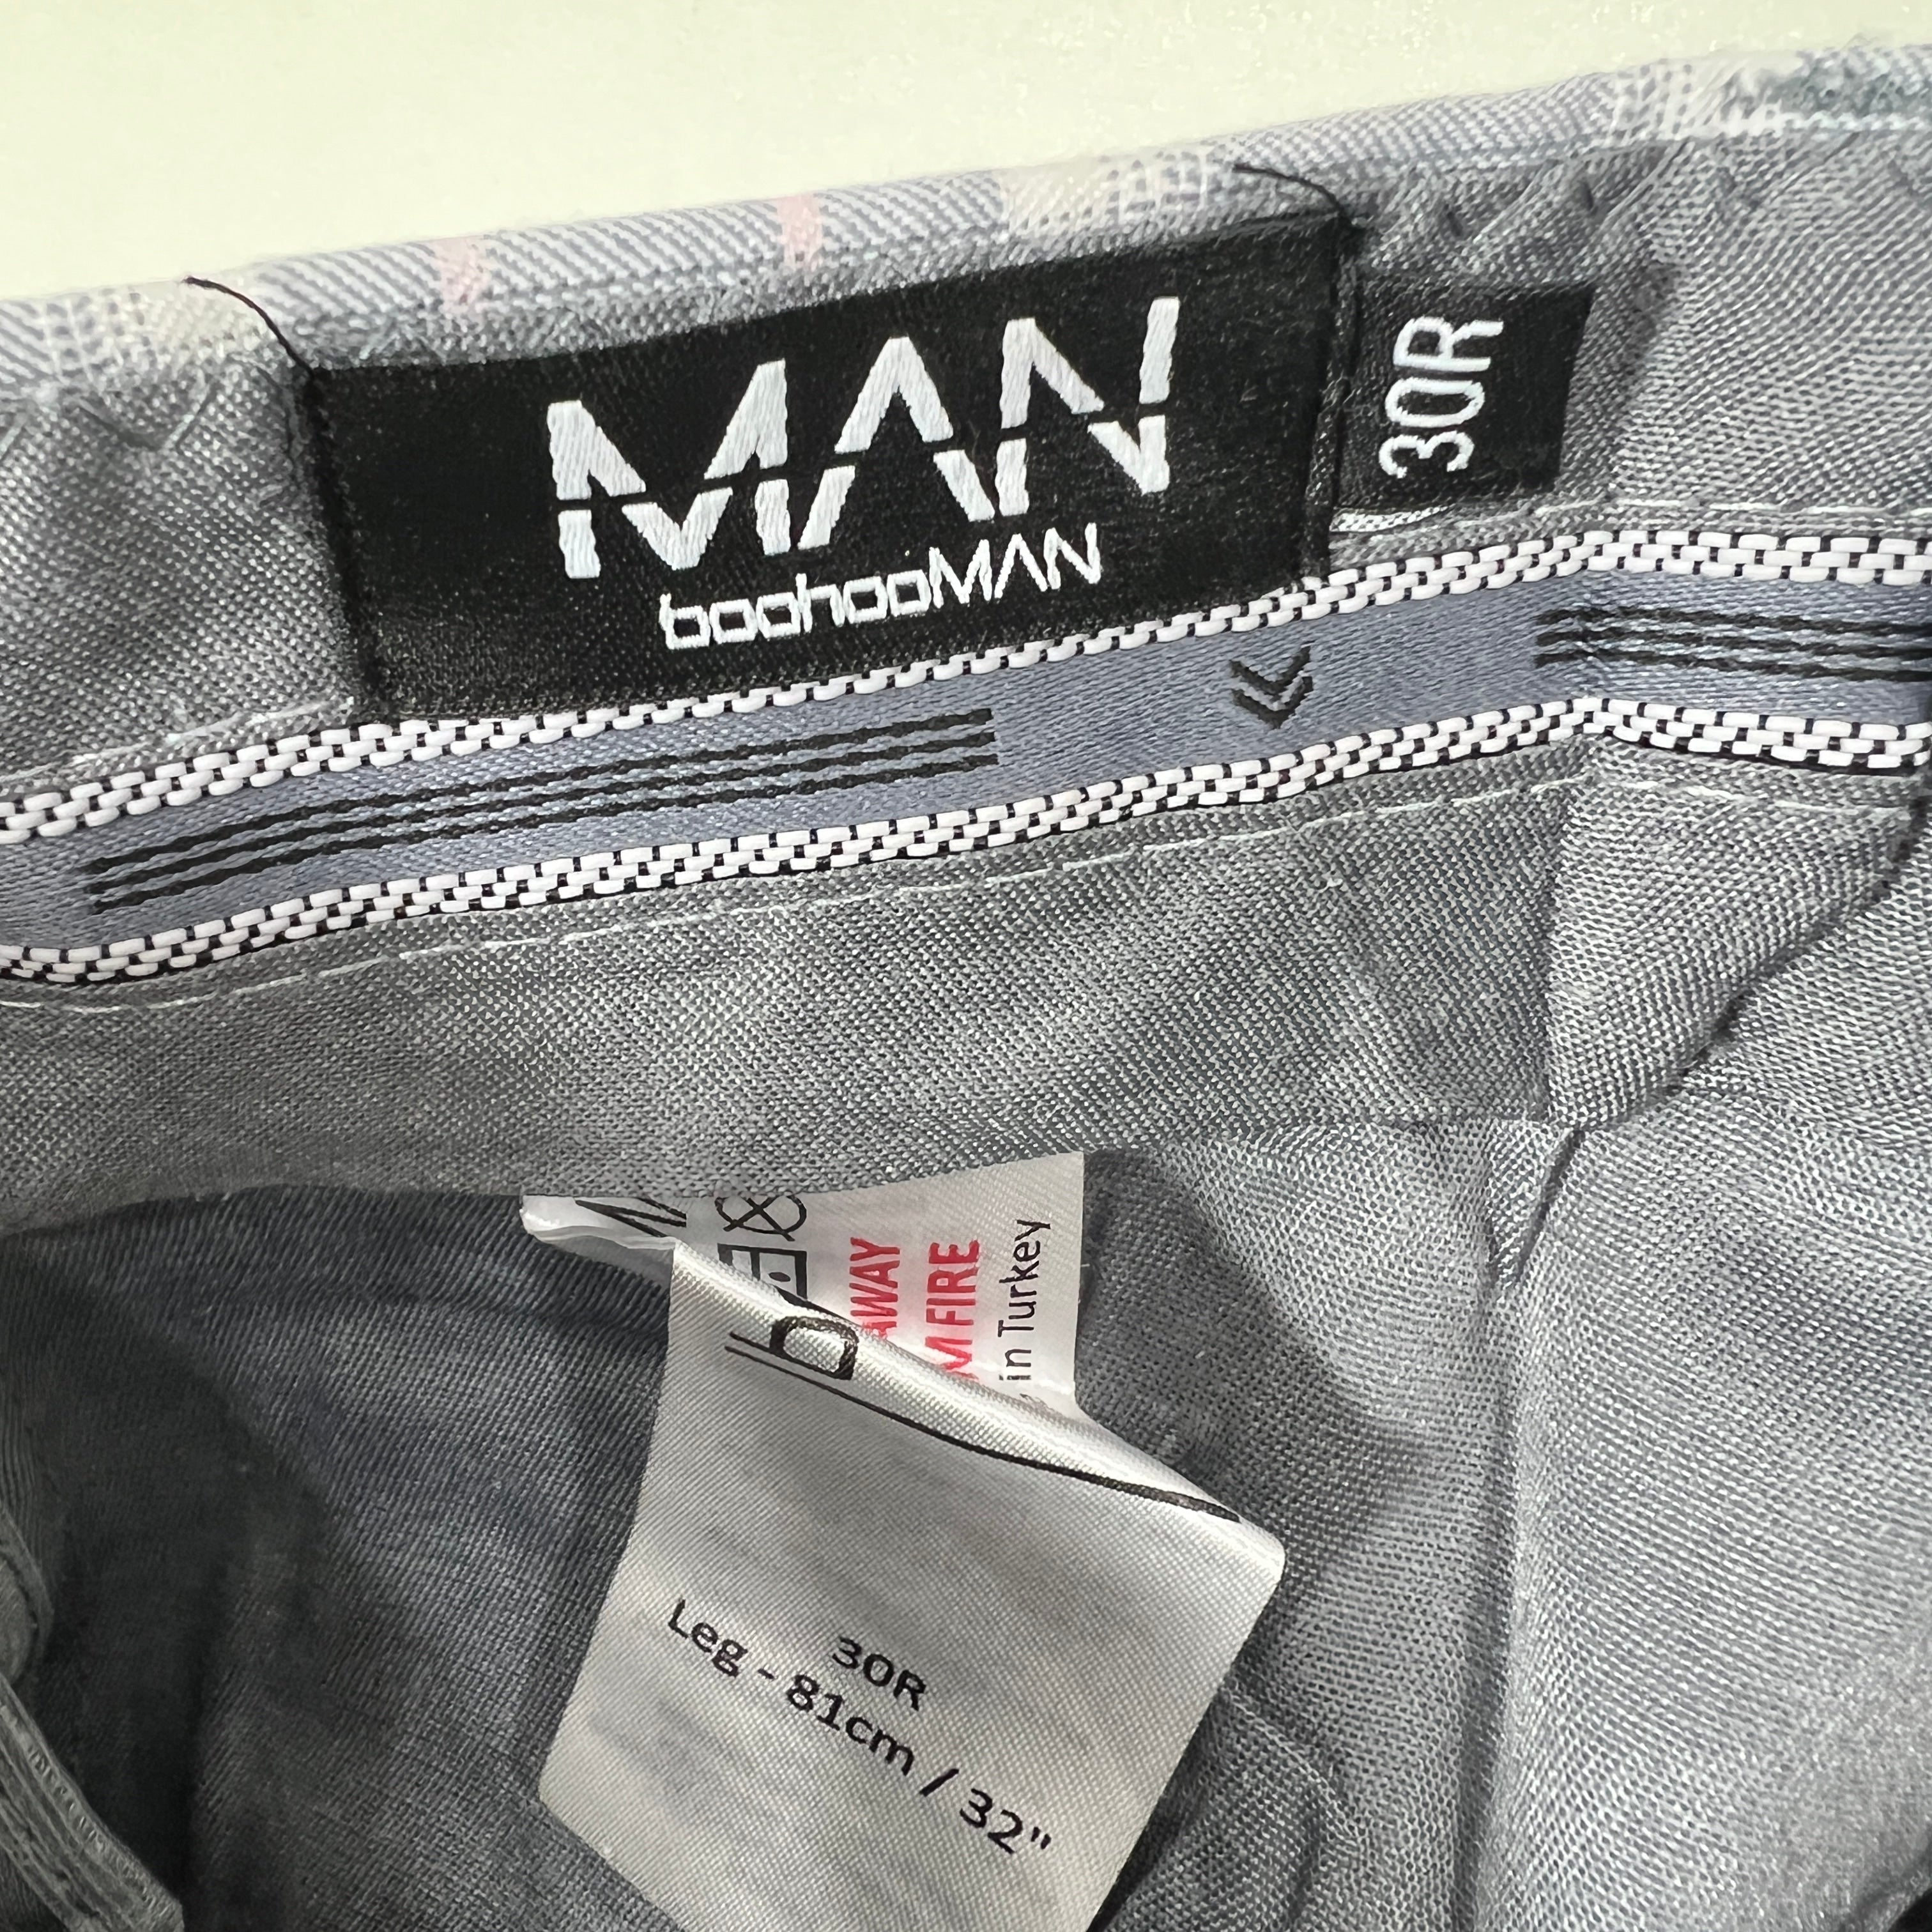 MAN
boohooMAN
30R
AWAY
FIRE
in Turkey
b
30R
Leg - 81cm / 32"